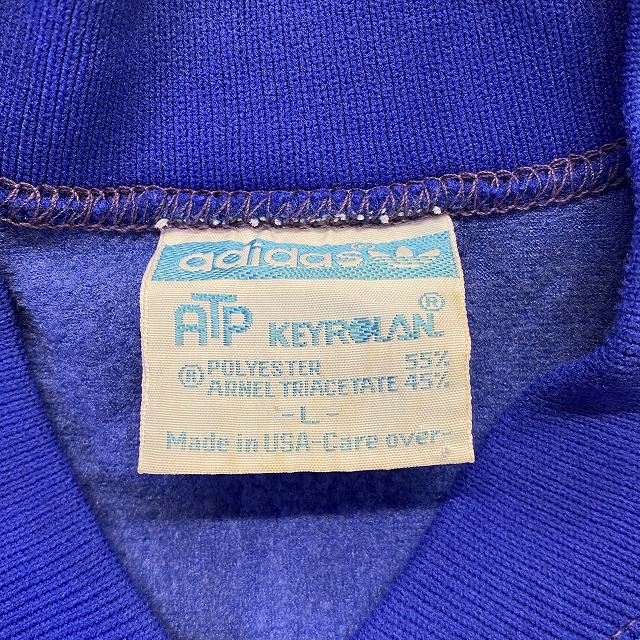 adidas®
ATP KEYROLAN®
POLYESTER 55%
® ARNEL TRIACETATE 45%
-L-
Made in USA-Care over-